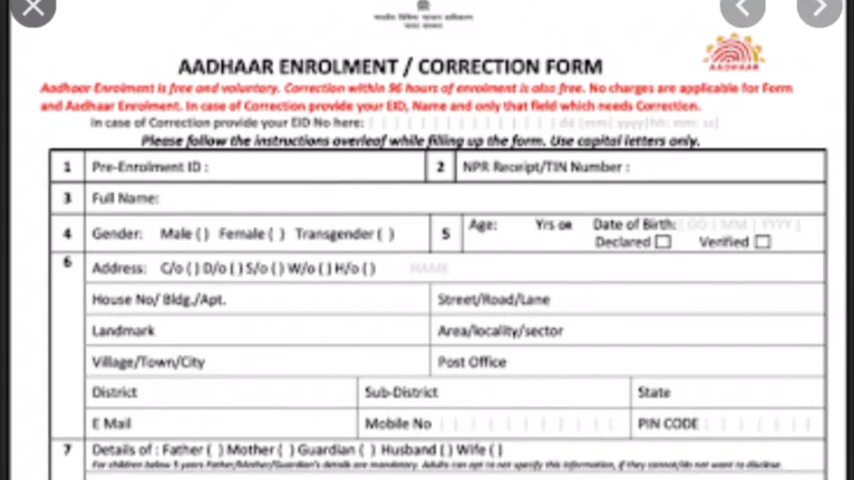 भारत सरकार
AADHAAR ENROLMENT / CORRECTION FORM
AADHAAR
Aadhaar Enrolment is free and voluntary. Correction within 96 hours of enrolment is also free. No charges are applicable for Form
and Aadhaar Enrolment. In case of Correction provide your EID, Name and only that field which needs Correction.
In case of Correction provide your EID No here: dd mm yyyy hh: mm: ss
Please follow the instructions overleaf while filling up the form. Use capital letters only.
1 Pre-Enrolment ID : 2 NPR Receipt/TIN Number :
3 Full Name:
4 Gender: Male ( ) Female ( ) Transgender ( ) 5 Age: Yrs or Date of Birth: DD MM YYYY
Declared Verified
6 Address: C/o ( ) D/o ( ) S/o ( ) W/o ( ) H/o ( ) NAME
House No/ Bldg./Apt. Street/Road/Lane
Landmark Area/locality/sector
Village/Town/City Post Office
District Sub-District State
E Mail Mobile No PIN CODE
7 Details of : Father ( ) Mother ( ) Guardian ( ) Husband ( ) Wife ( )
For children below 5 years Father/Mother/Guardian's details are mandatory. Adults can opt to not specify this information, if they cannot/do not want to disclose.